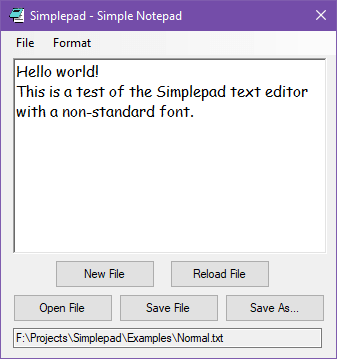 Simplepad - Simple Notepad
File Format
Hello world!
This is a test of the Simplepad text editor
with a non-standard font.
New File Reload File
Open File Save File Save As...
F:\Projects\Simplepad\Examples\Normal.txt